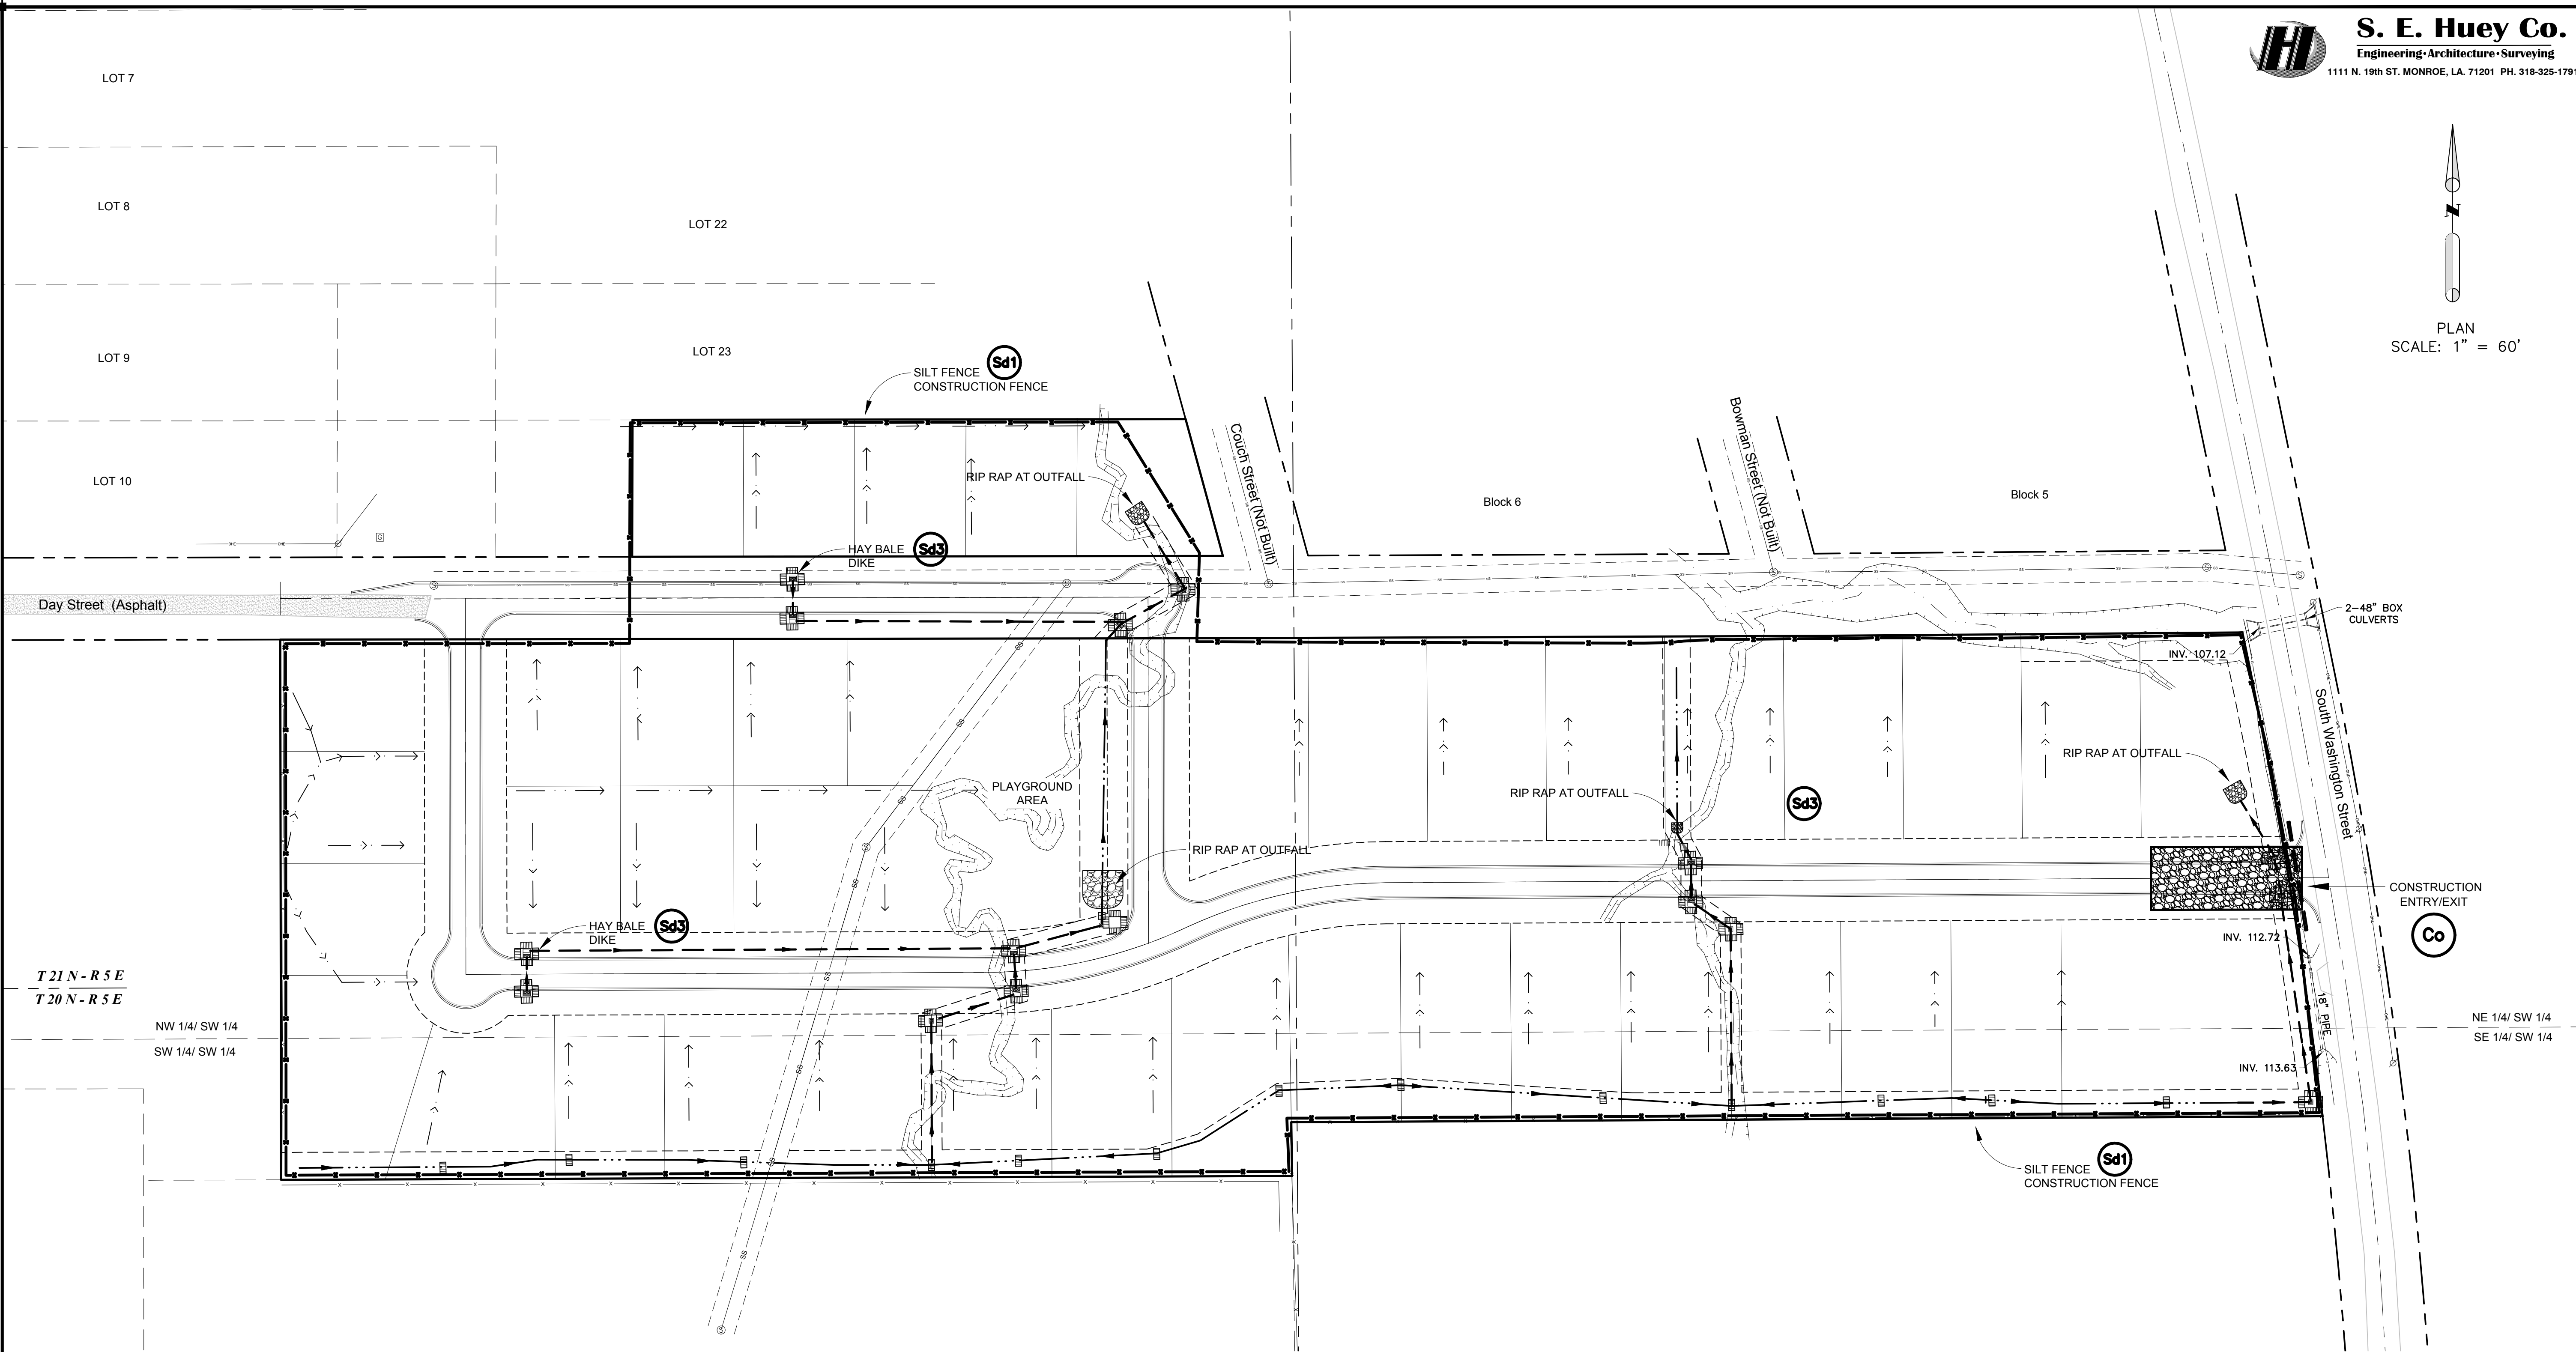 S. E. Huey Co.
Engineering•Architecture•Surveying
1111 N. 19th ST. MONROE, LA. 71201 PH. 318-325-1791
N
PLAN
SCALE: 1" = 60'
LOT 7
LOT 8
LOT 22
LOT 9
LOT 23
SILT FENCE
CONSTRUCTION FENCE
Sd1
LOT 10
RIP RAP AT OUTFALL
Couch Street (Not Built)
Bowman Street (Not Built)
Block 6
Block 5
HAY BALE
DIKE
Sd3
Day Street (Asphalt)
2-48" BOX
CULVERTS
INV. 107.12
South Washington Street
RIP RAP AT OUTFALL
PLAYGROUND
AREA
RIP RAP AT OUTFALL
Sd3
RIP RAP AT OUTFALL
CONSTRUCTION
ENTRY/EXIT
Co
HAY BALE
DIKE
Sd3
INV. 112.72
T 21 N - R 5 E
T 20 N - R 5 E
18" PIPE
NW 1/4/ SW 1/4
SW 1/4/ SW 1/4
NE 1/4/ SW 1/4
SE 1/4/ SW 1/4
INV. 113.63
SILT FENCE
CONSTRUCTION FENCE
Sd1